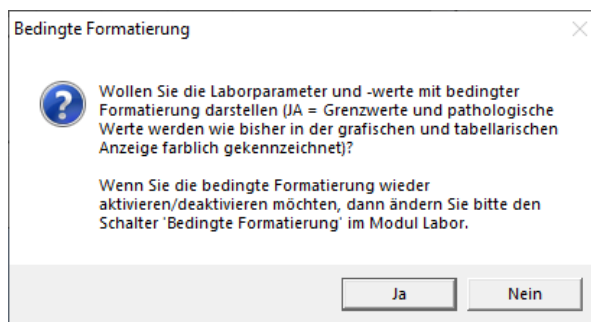 Bedingte Formatierung
Wollen Sie die Laborparameter und -werte mit bedingter
Formatierung darstellen (JA = Grenzwerte und pathologische
Werte werden wie bisher in der grafischen und tabellarischen
Anzeige farblich gekennzeichnet)?
Wenn Sie die bedingte Formatierung wieder
aktivieren/deaktivieren möchten, dann ändern Sie bitte den
Schalter 'Bedingte Formatierung' im Modul Labor.
Ja
Nein